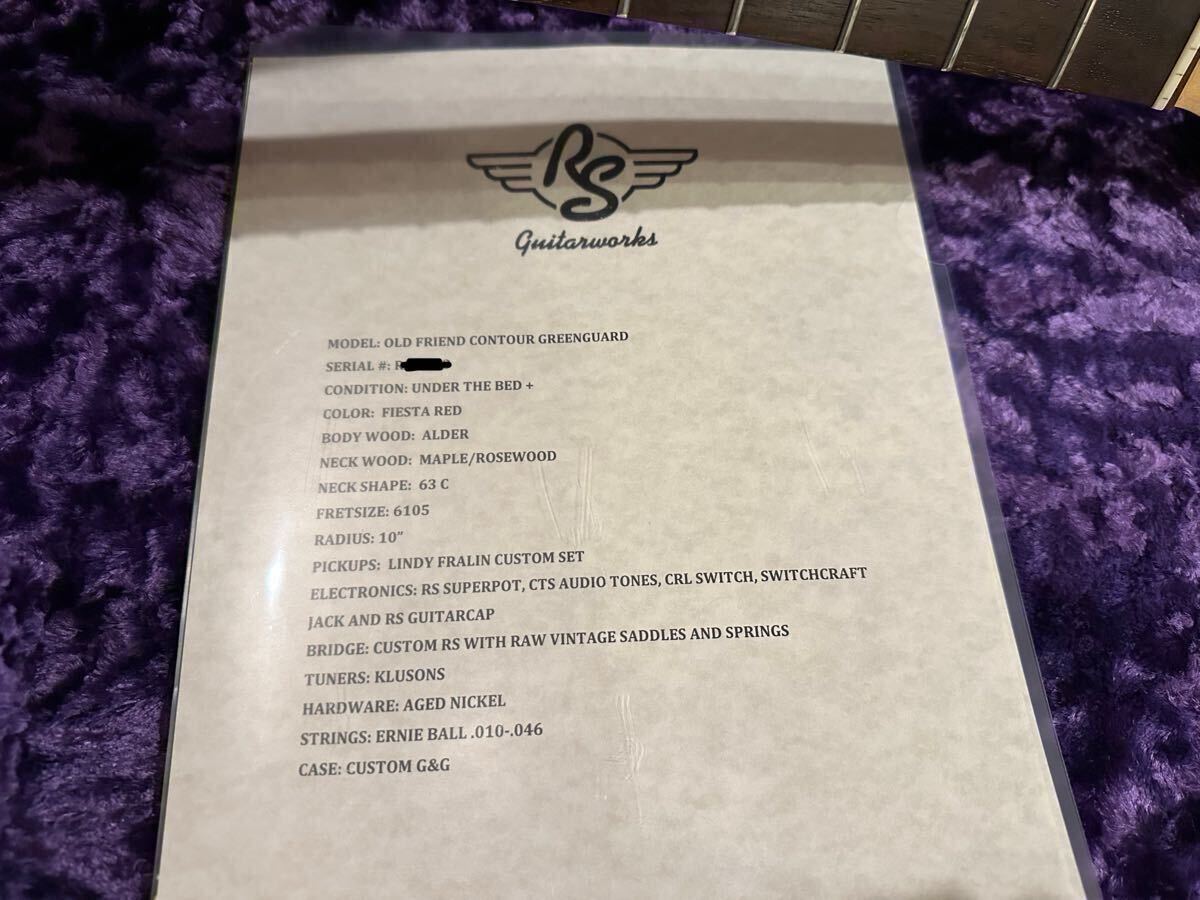 RS
Guitarworks
MODEL: OLD FRIEND CONTOUR GREENGUARD
SERIAL #: R
CONDITION: UNDER THE BED +
COLOR: FIESTA RED
BODY WOOD: ALDER
NECK WOOD: MAPLE/ROSEWOOD
NECK SHAPE: 63 C
FRETSIZE: 6105
RADIUS: 10”
PICKUPS: LINDY FRALIN CUSTOM SET
ELECTRONICS: RS SUPERPOT, CTS AUDIO TONES, CRL SWITCH, SWITCHCRAFT
JACK AND RS GUITARCAP
BRIDGE: CUSTOM RS WITH RAW VINTAGE SADDLES AND SPRINGS
TUNERS: KLUSONS
HARDWARE: AGED NICKEL
STRINGS: ERNIE BALL .010-.046
CASE: CUSTOM G&G